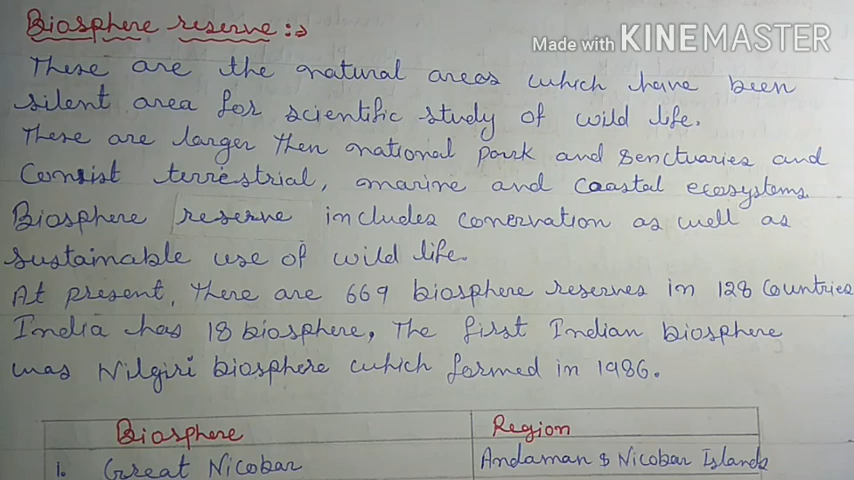 Biosphere reserve :→
Made with KINEMASTER
These are the natural areas which have been
silent area for scientific study of wild life.
These are larger then national park and senctuaries and
Consist terrestrial, marine and Coastal ecosystems
Biosphere reserve includes conervation as well as
sustainable use of wild life.
At present, there are 669 biosphere reserves in 128 Countries
India has 18 biosphere, The first Indian biosphere
was Nilgiri biosphere which formed in 1986.
Biosphere Region
1. Great Nicobar Andaman & Nicobar Islands